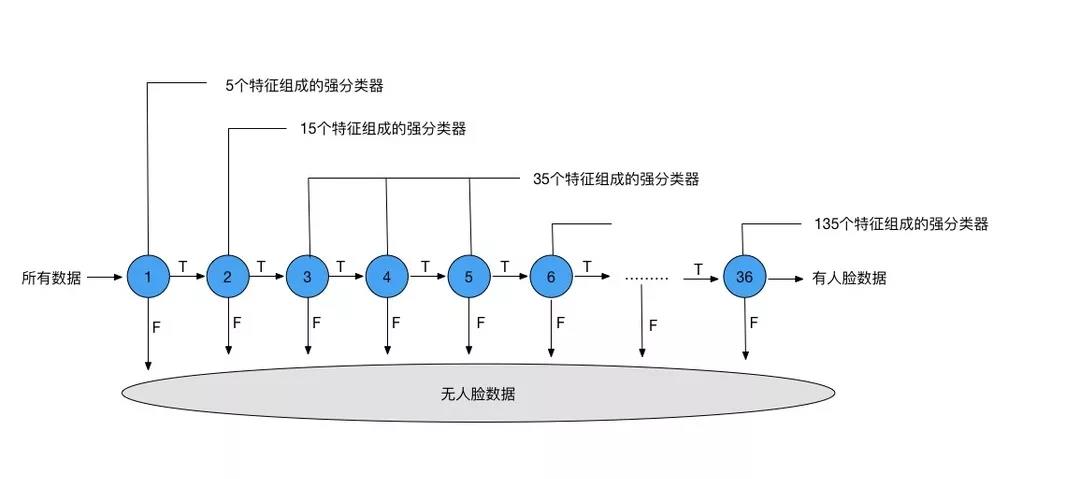 5个特征组成的强分类器
15个特征组成的强分类器
35个特征组成的强分类器
135个特征组成的强分类器
所有数据 1 T 2 T 3 T 4 T 5 T 6 T ……… T 36 有人脸数据
F F F F F F F F
无人脸数据